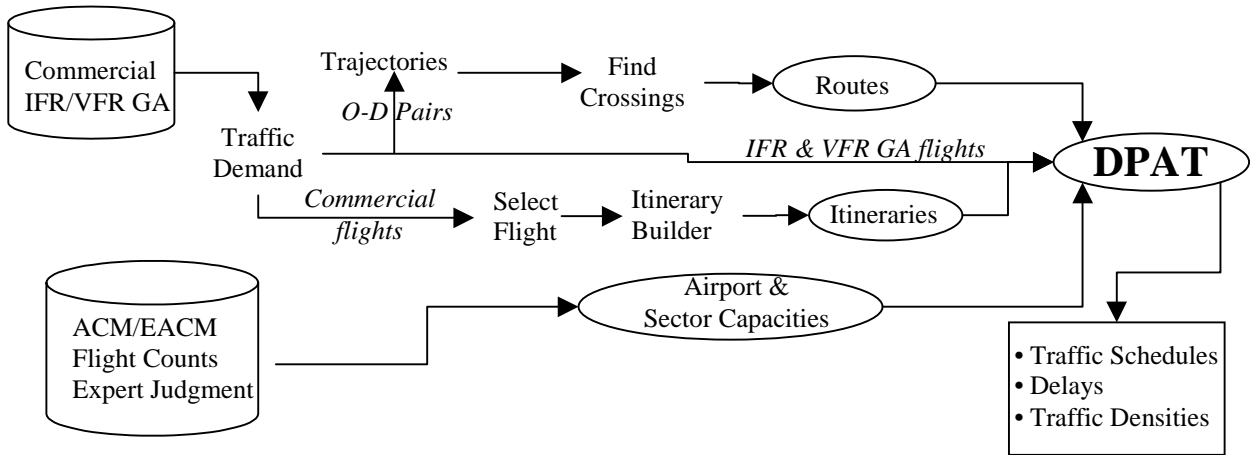 Commercial
IFR/VFR GA
Traffic
Demand
Trajectories
O-D Pairs
Find
Crossings
Routes
IFR & VFR GA flights
DPAT
Commercial
flights
Select
Flight
Itinerary
Builder
Itineraries
ACM/EACM
Flight Counts
Expert Judgment
Airport &
Sector Capacities
• Traffic Schedules
• Delays
• Traffic Densities